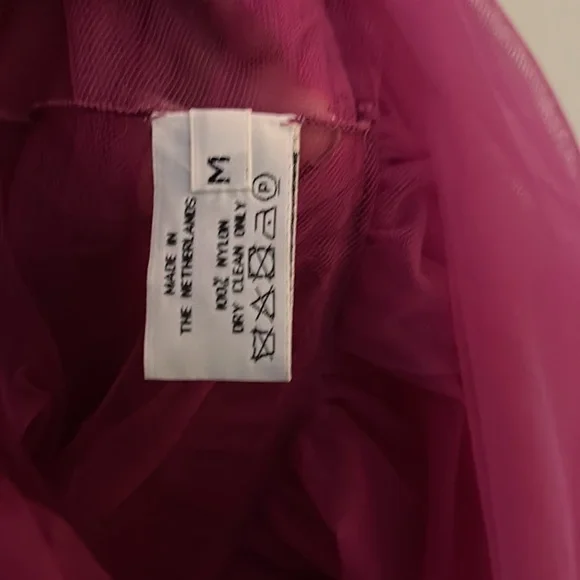 M
MADE IN
THE NETHERLANDS
100% NYLON
DRY CLEAN ONLY
P